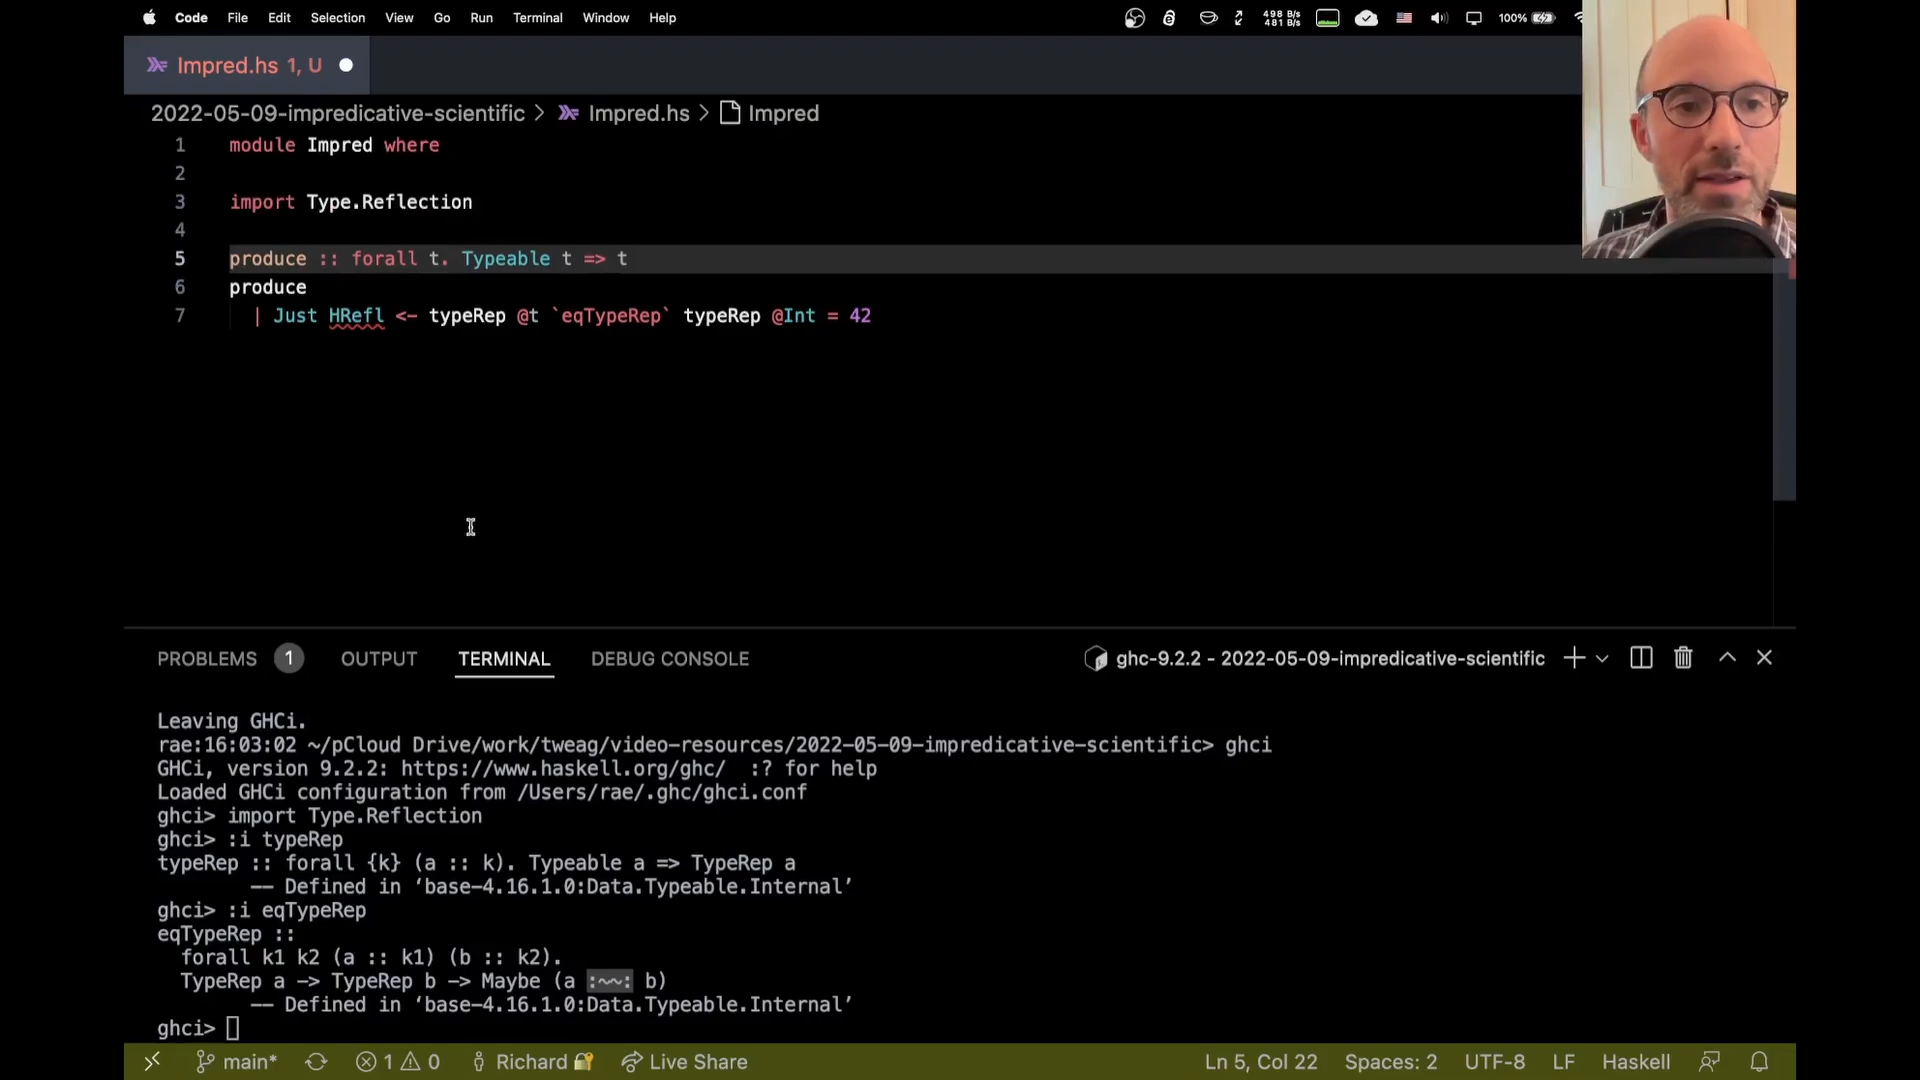 Code File Edit Selection View Go Run Terminal Window Help 498 B/s 481 B/s 100%
Impred.hs 1, U
2022-05-09-impredicative-scientific > Impred.hs > Impred
1 module Impred where
2
3 import Type.Reflection
4
5 produce :: forall t. Typeable t => t
6 produce
7 | Just HRefl <- typeRep @t `eqTypeRep` typeRep @Int = 42
PROBLEMS 1 OUTPUT TERMINAL DEBUG CONSOLE ghc-9.2.2 - 2022-05-09-impredicative-scientific
Leaving GHCi.
rae:16:03:02 ~/pCloud Drive/work/tweag/video-resources/2022-05-09-impredicative-scientific> ghci
GHCi, version 9.2.2: https://www.haskell.org/ghc/  :? for help
Loaded GHCi configuration from /Users/rae/.ghc/ghci.conf
ghci> import Type.Reflection
ghci> :i typeRep
typeRep :: forall {k} (a :: k). Typeable a => TypeRep a
-- Defined in ‘base-4.16.1.0:Data.Typeable.Internal’
ghci> :i eqTypeRep
eqTypeRep ::
forall k1 k2 (a :: k1) (b :: k2).
TypeRep a -> TypeRep b -> Maybe (a :~~: b)
-- Defined in ‘base-4.16.1.0:Data.Typeable.Internal’
ghci>
main* 1 0 Richard Live Share Ln 5, Col 22 Spaces: 2 UTF-8 LF Haskell